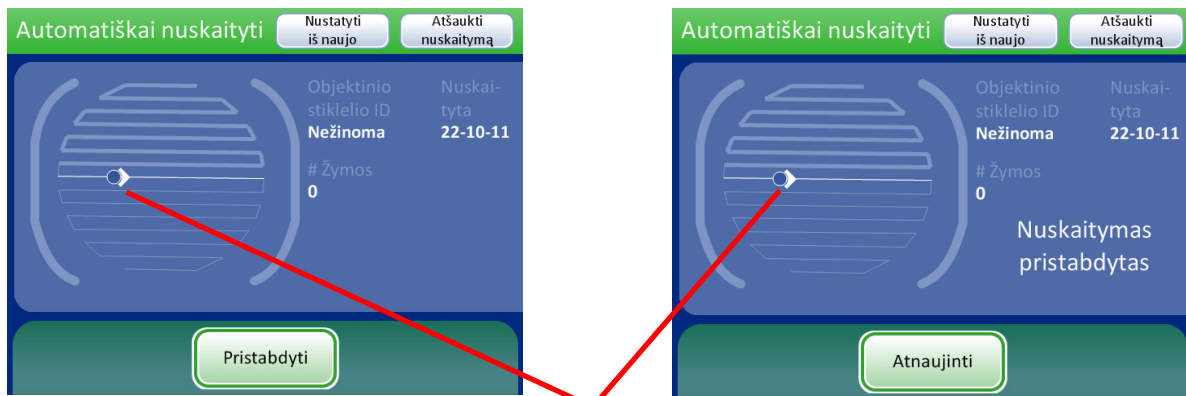 Automatiškai nuskaityti
Nustatyti
iš naujo
Atšaukti
nuskaitymą
Objektinio
stiklelio ID
Nežinoma
Nuskai-
tyta
22-10-11
# Žymos
0
Pristabdyti
Automatiškai nuskaityti
Nustatyti
iš naujo
Atšaukti
nuskaitymą
Objektinio
stiklelio ID
Nežinoma
Nuskai-
tyta
22-10-11
# Žymos
0
Nuskaitymas
pristabdytas
Atnaujinti